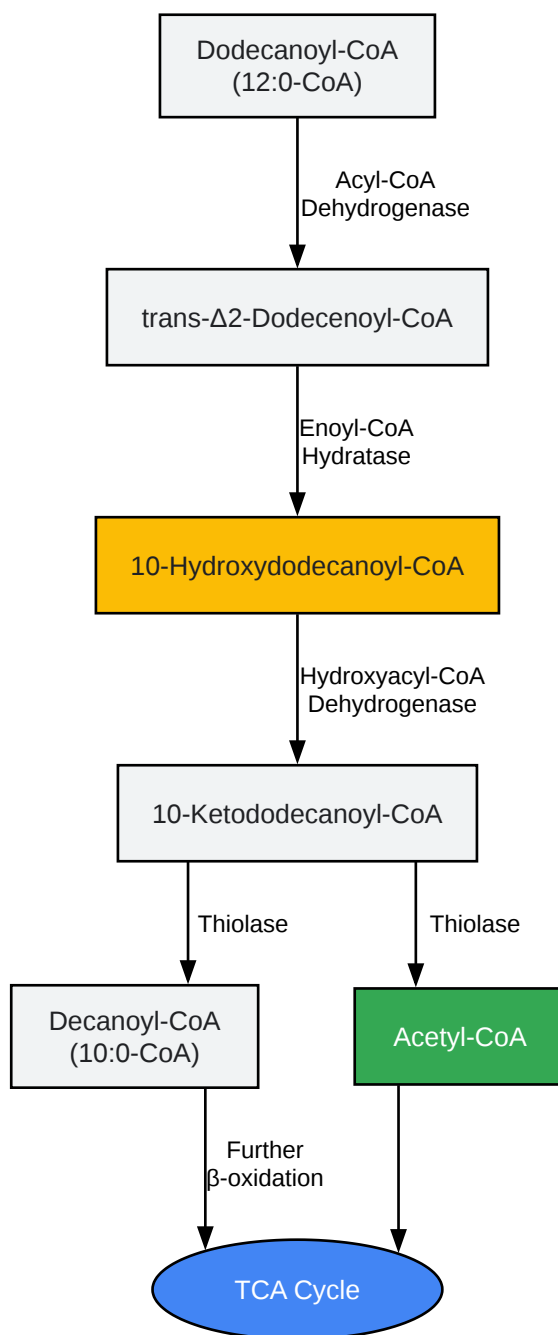 Dodecanoyl-CoA
(12:0-CoA)
Acyl-CoA
Dehydrogenase
trans-Δ2-Dodecenoyl-CoA
Enoyl-CoA
Hydratase
10-Hydroxydodecanoyl-CoA
Hydroxyacyl-CoA
Dehydrogenase
10-Ketododecanoyl-CoA
Thiolase
Thiolase
Decanoyl-CoA
(10:0-CoA)
Acetyl-CoA
Further
β-oxidation
TCA Cycle